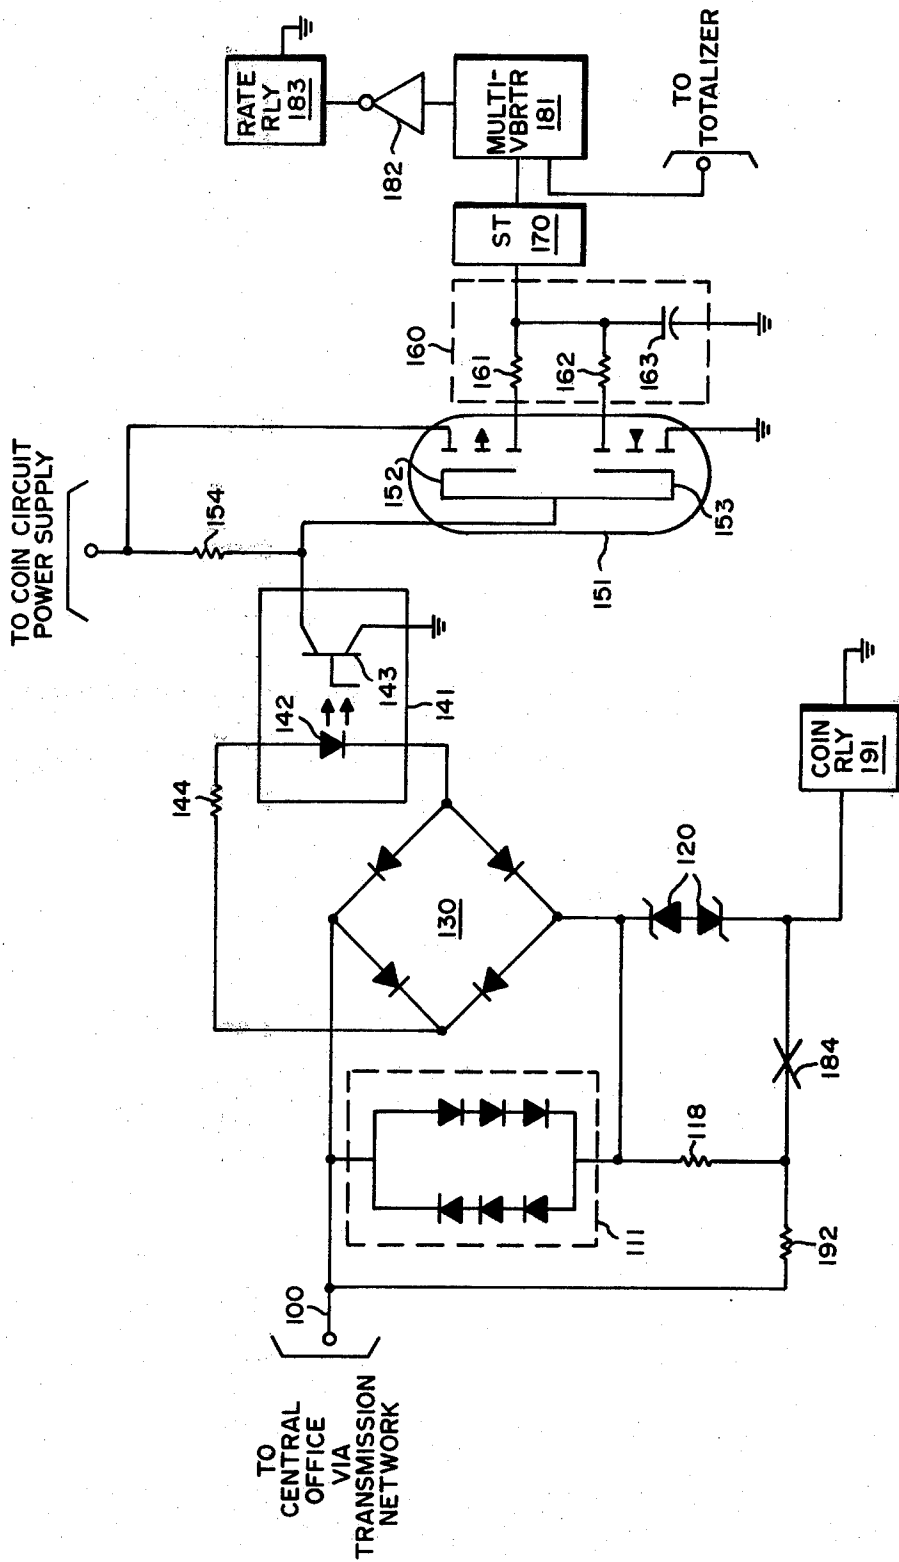 TO
CENTRAL
OFFICE
VIA
TRANSMISSION
NETWORK
100
111
192
118
184
130
120
144
142
143
141
TO COIN CIRCUIT
POWER SUPPLY
154
COIN
RLY
191
151
152
153
160
161
162
163
ST
170
MULTI-
VBRTR
181
182
RATE
RLY
183
TO
TOTALIZER